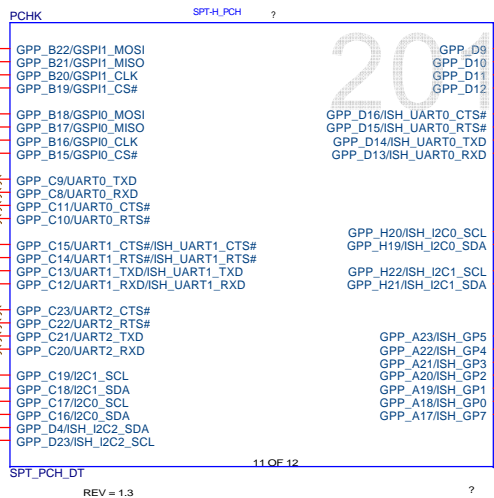 PCHK SPT-H_PCH ?
201
GPP_B22/GSPI1_MOSI GPP_D9
GPP_B21/GSPI1_MISO GPP_D10
GPP_B20/GSPI1_CLK GPP_D11
GPP_B19/GSPI1_CS# GPP_D12
GPP_B18/GSPI0_MOSI GPP_D16/ISH_UART0_CTS#
GPP_B17/GSPI0_MISO GPP_D15/ISH_UART0_RTS#
GPP_B16/GSPI0_CLK GPP_D14/ISH_UART0_TXD
GPP_B15/GSPI0_CS# GPP_D13/ISH_UART0_RXD
GPP_C9/UART0_TXD
GPP_C8/UART0_RXD
GPP_C11/UART0_CTS#
GPP_C10/UART0_RTS#
GPP_H20/ISH_I2C0_SCL
GPP_C15/UART1_CTS#/ISH_UART1_CTS# GPP_H19/ISH_I2C0_SDA
GPP_C14/UART1_RTS#/ISH_UART1_RTS#
GPP_C13/UART1_TXD/ISH_UART1_TXD GPP_H22/ISH_I2C1_SCL
GPP_C12/UART1_RXD/ISH_UART1_RXD GPP_H21/ISH_I2C1_SDA
GPP_C23/UART2_CTS#
GPP_C22/UART2_RTS#
GPP_C21/UART2_TXD GPP_A23/ISH_GP5
GPP_C20/UART2_RXD GPP_A22/ISH_GP4
GPP_A21/ISH_GP3
GPP_C19/I2C1_SCL GPP_A20/ISH_GP2
GPP_C18/I2C1_SDA GPP_A19/ISH_GP1
GPP_C17/I2C0_SCL GPP_A18/ISH_GP0
GPP_C16/I2C0_SDA GPP_A17/ISH_GP7
GPP_D4/ISH_I2C2_SDA
GPP_D23/ISH_I2C2_SCL
11 OF 12
SPT_PCH_DT
REV = 1.3 ?